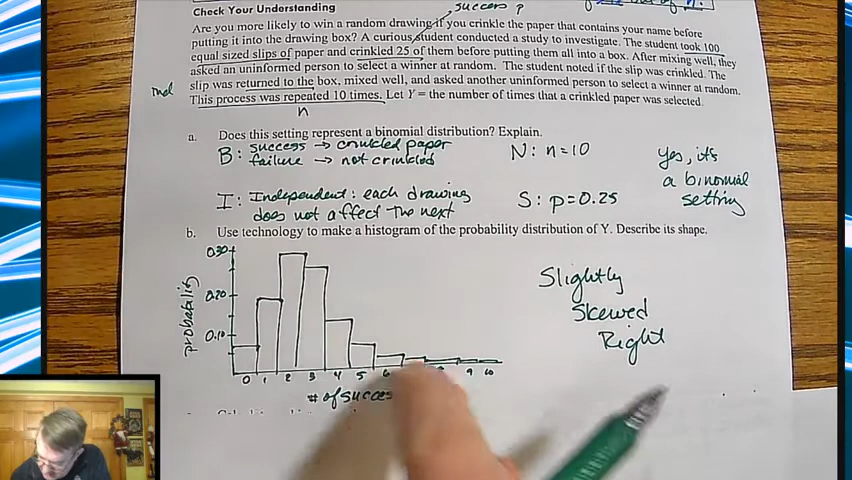 Check Your Understanding
success p
Are you more likely to win a random drawing if you crinkle the paper that contains your name before
putting it into the drawing box? A curious student conducted a study to investigate. The student took 100
equal sized slips of paper and crinkled 25 of them before putting them all into a box. After mixing well, they
asked an uninformed person to select a winner at random. The student noted if the slip was crinkled. The
ind slip was returned to the box, mixed well, and asked another uninformed person to select a winner at random.
This process was repeated 10 times. Let Y = the number of times that a crinkled paper was selected.
n
a. Does this setting represent a binomial distribution? Explain.
B: success → crinkled paper
failure → not crinkled
N: n=10
Yes, it's
a binomial
setting
I: Independent: each drawing
does not affect the next
S: p=0.25
b. Use technology to make a histogram of the probability distribution of Y. Describe its shape.
0.30
0.20
0.10
probability
0 1 2 3 4 5 6 9 10
# of success
Slightly
Skewed
Right